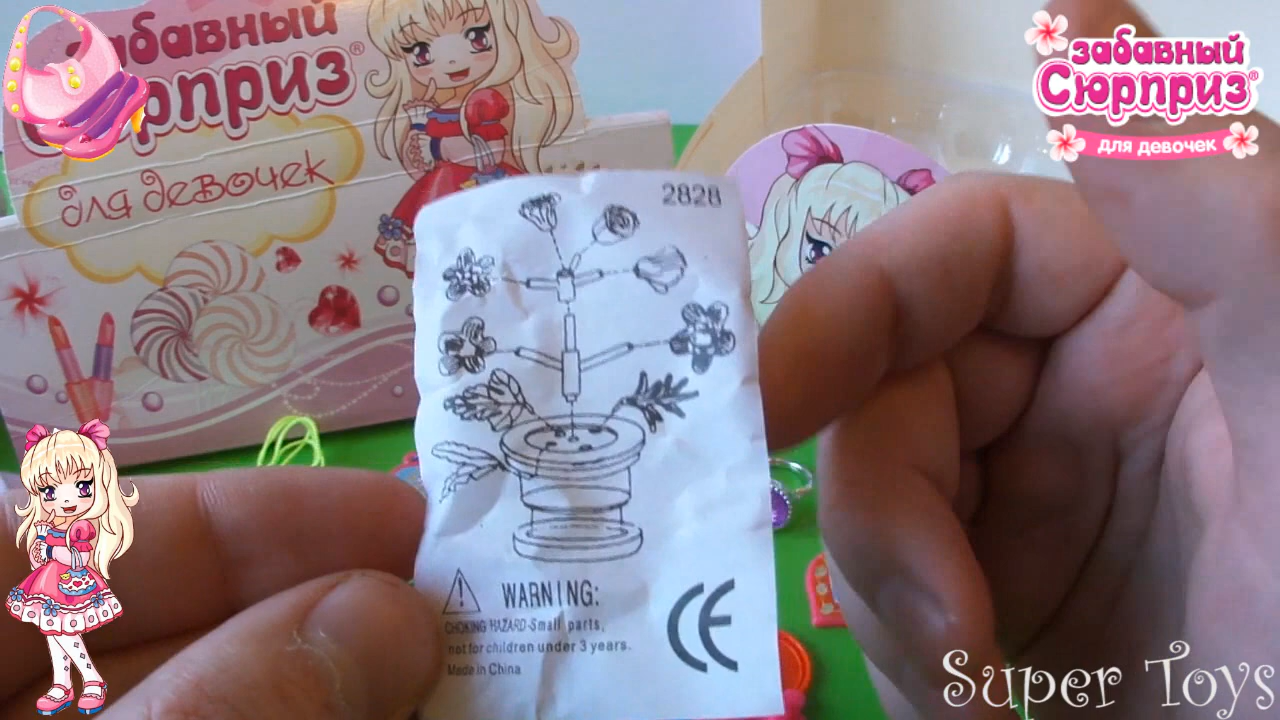 забавный
Сюрприз®
для девочек
забавный
Сюрприз®
для девочек
2828
WARNING:
CHOKING HAZARD-Small parts,
not for children under 3 years.
Made in China
CE
Super Toys